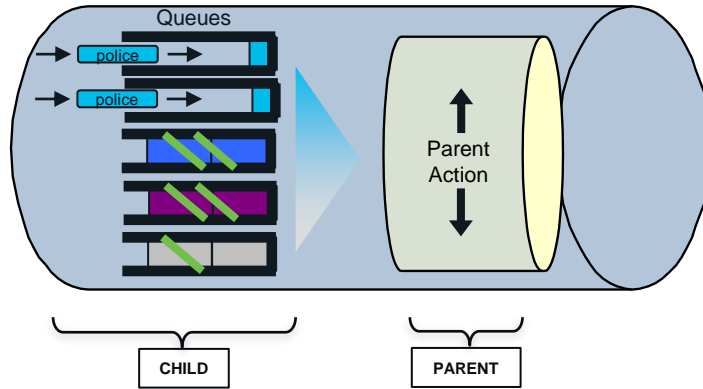 Queues
police
police
Parent
Action
CHILD
PARENT